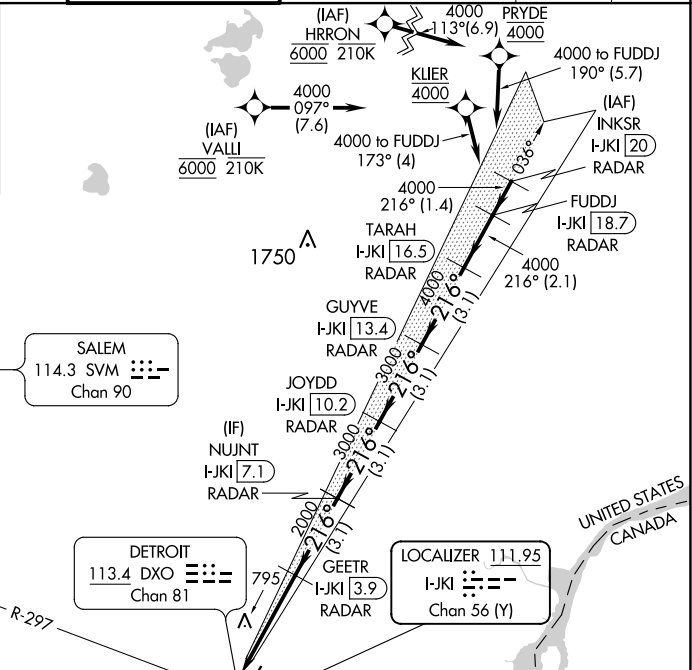 (IAF)
HRRON
6000 210K
4000
113°(6.9)
PRYDE
4000
4000 to FUDDJ
190° (5.7)
KLIER
4000
4000
097°
(7.6)
(IAF)
VALLI
6000 210K
4000 to FUDDJ
173° (4)
(IAF)
INKSR
I-JKI 20
RADAR
036°
4000
216° (1.4)
FUDDJ
I-JKI 18.7
RADAR
TARAH
I-JKI 16.5
RADAR
4000
216° (2.1)
1750
4000
216°
(3.1)
GUYVE
I-JKI 13.4
RADAR
3000
216°
(3.1)
SALEM
114.3 SVM
Chan 90
JOYDD
I-JKI 10.2
RADAR
3000
216°
(3.1)
(IF)
NUJNT
I-JKI 7.1
RADAR
2000
216°
(3.1)
UNITED STATES
CANADA
DETROIT
113.4 DXO
Chan 81
795
GEETR
I-JKI 3.9
RADAR
LOCALIZER 111.95
I-JKI
Chan 56 (Y)
R-297